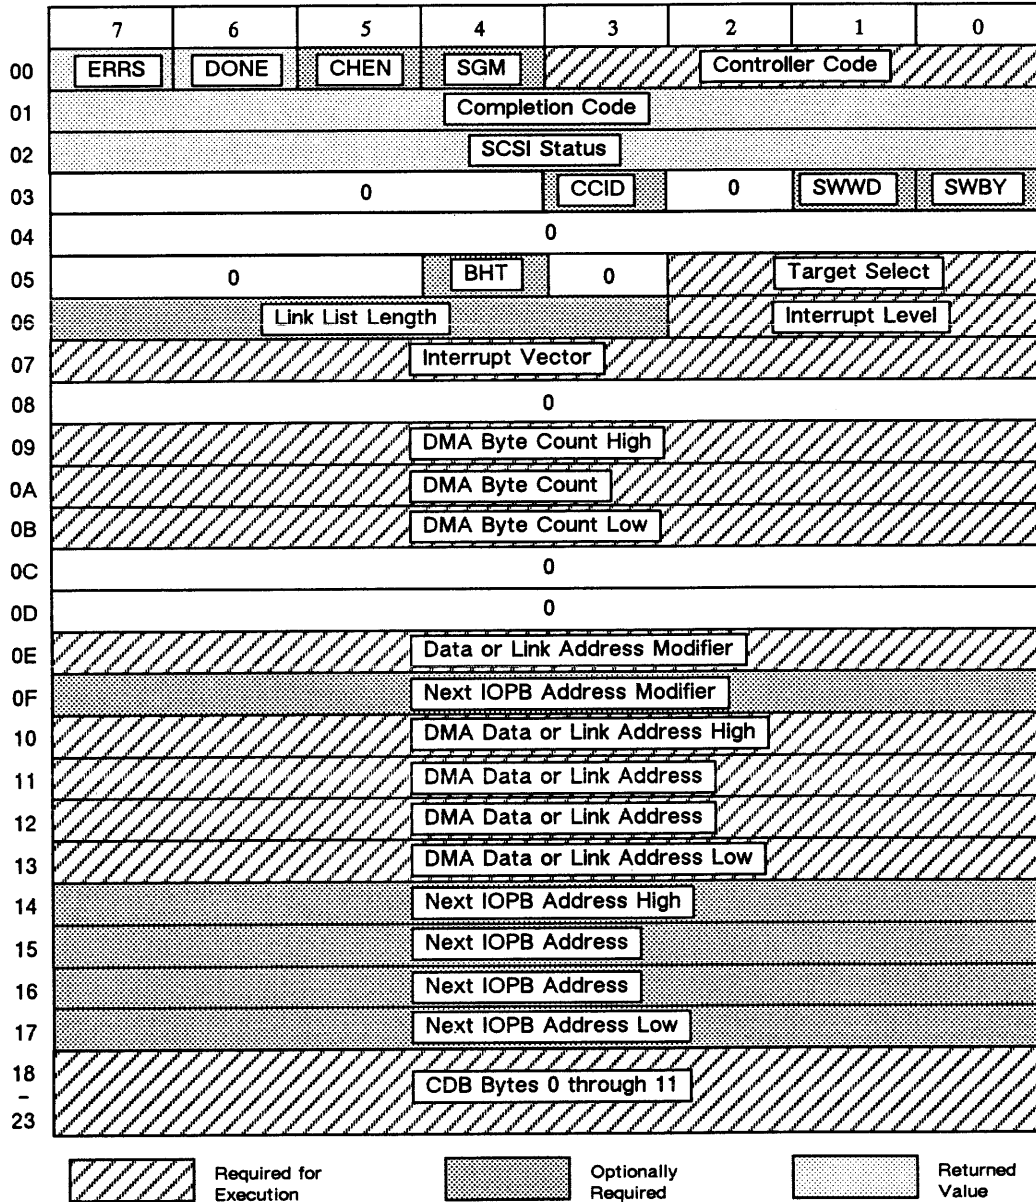 7 6 5 4 3 2 1 0
00 ERRS DONE CHEN SGM Controller Code
01 Completion Code
02 SCSI Status
03 0 CCID 0 SWWD SWBY
04 0
05 0 BHT 0 Target Select
06 Link List Length Interrupt Level
07 Interrupt Vector
08 0
09 DMA Byte Count High
0A DMA Byte Count
0B DMA Byte Count Low
0C 0
0D 0
0E Data or Link Address Modifier
0F Next IOPB Address Modifier
10 DMA Data or Link Address High
11 DMA Data or Link Address
12 DMA Data or Link Address
13 DMA Data or Link Address Low
14 Next IOPB Address High
15 Next IOPB Address
16 Next IOPB Address
17 Next IOPB Address Low
18
–
23
CDB Bytes 0 through 11
Required for
Execution
Optionally
Required
Returned
Value